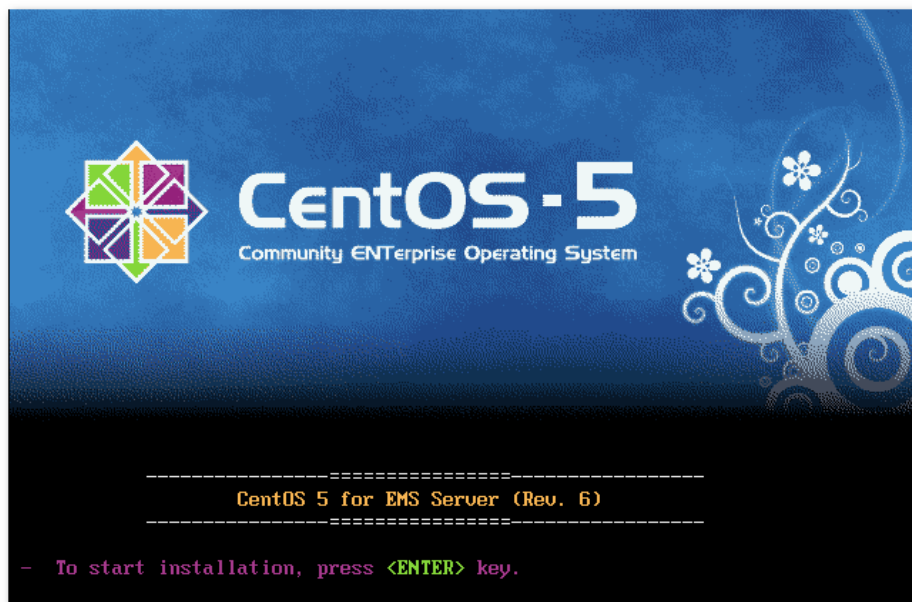 CentOS-5
Community ENTerprise Operating System
----------------================-----------------
CentOS 5 for EMS Server (Rev. 6)
----------------================-----------------
- To start installation, press <ENTER> key.